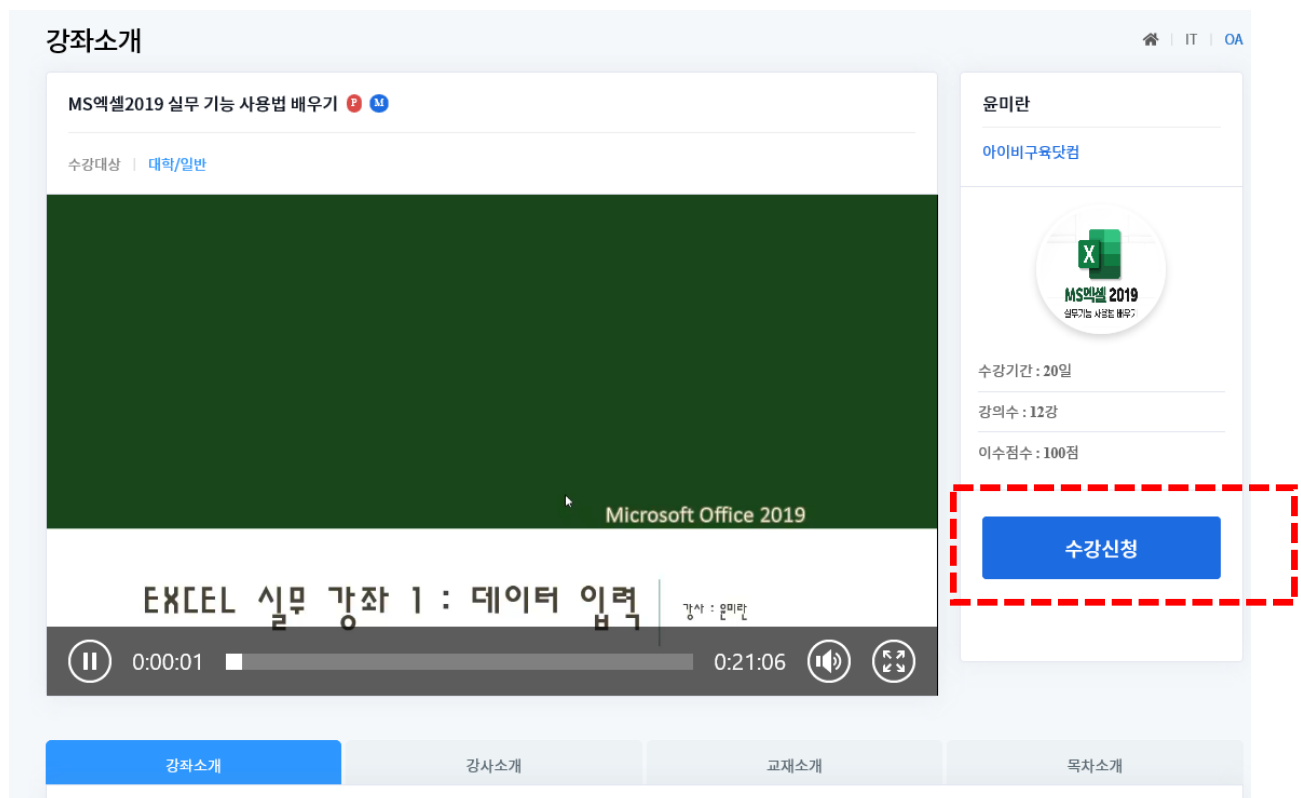 강좌소개
IT | OA
MS엑셀2019 실무 기능 사용법 배우기 P M
수강대상 | 대학/일반
Microsoft Office 2019
EXCEL 실무 강좌 1 : 데이터 입력
강사 : 윤미란
0:00:01
0:21:06
윤미란
아이비구육닷컴
X
MS엑셀 2019
실무기능 사용법 배우기
수강기간 : 20일
강의수 : 12강
이수점수 : 100점
수강신청
강좌소개
강사소개
교재소개
목차소개